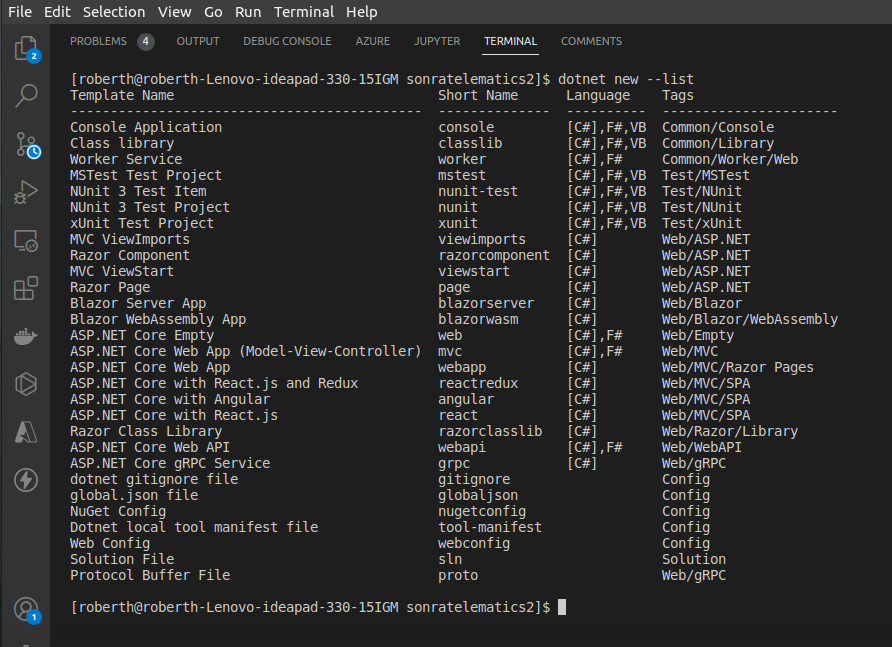 File Edit Selection View Go Run Terminal Help
PROBLEMS 4 OUTPUT DEBUG CONSOLE AZURE JUPYTER TERMINAL COMMENTS
2
1
[roberth@roberth-Lenovo-ideapad-330-15IGM sonratelematics2]$ dotnet new --list
Template Name Short Name Language Tags
-------------------------------------------- -------------- ---------- ----------------------
Console Application console [C#],F#,VB Common/Console
Class library classlib [C#],F#,VB Common/Library
Worker Service worker [C#],F# Common/Worker/Web
MSTest Test Project mstest [C#],F#,VB Test/MSTest
NUnit 3 Test Item nunit-test [C#],F#,VB Test/NUnit
NUnit 3 Test Project nunit [C#],F#,VB Test/NUnit
xUnit Test Project xunit [C#],F#,VB Test/xUnit
MVC ViewImports viewimports [C#] Web/ASP.NET
Razor Component razorcomponent [C#] Web/ASP.NET
MVC ViewStart viewstart [C#] Web/ASP.NET
Razor Page page [C#] Web/ASP.NET
Blazor Server App blazorserver [C#] Web/Blazor
Blazor WebAssembly App blazorwasm [C#] Web/Blazor/WebAssembly
ASP.NET Core Empty web [C#],F# Web/Empty
ASP.NET Core Web App (Model-View-Controller) mvc [C#],F# Web/MVC
ASP.NET Core Web App webapp [C#] Web/MVC/Razor Pages
ASP.NET Core with React.js and Redux reactredux [C#] Web/MVC/SPA
ASP.NET Core with Angular angular [C#] Web/MVC/SPA
ASP.NET Core with React.js react [C#] Web/MVC/SPA
Razor Class Library razorclasslib [C#] Web/Razor/Library
ASP.NET Core Web API webapi [C#],F# Web/WebAPI
ASP.NET Core gRPC Service grpc [C#] Web/gRPC
dotnet gitignore file gitignore Config
global.json file globaljson Config
NuGet Config nugetconfig Config
Dotnet local tool manifest file tool-manifest Config
Web Config webconfig Config
Solution File sln Solution
Protocol Buffer File proto Web/gRPC
[roberth@roberth-Lenovo-ideapad-330-15IGM sonratelematics2]$